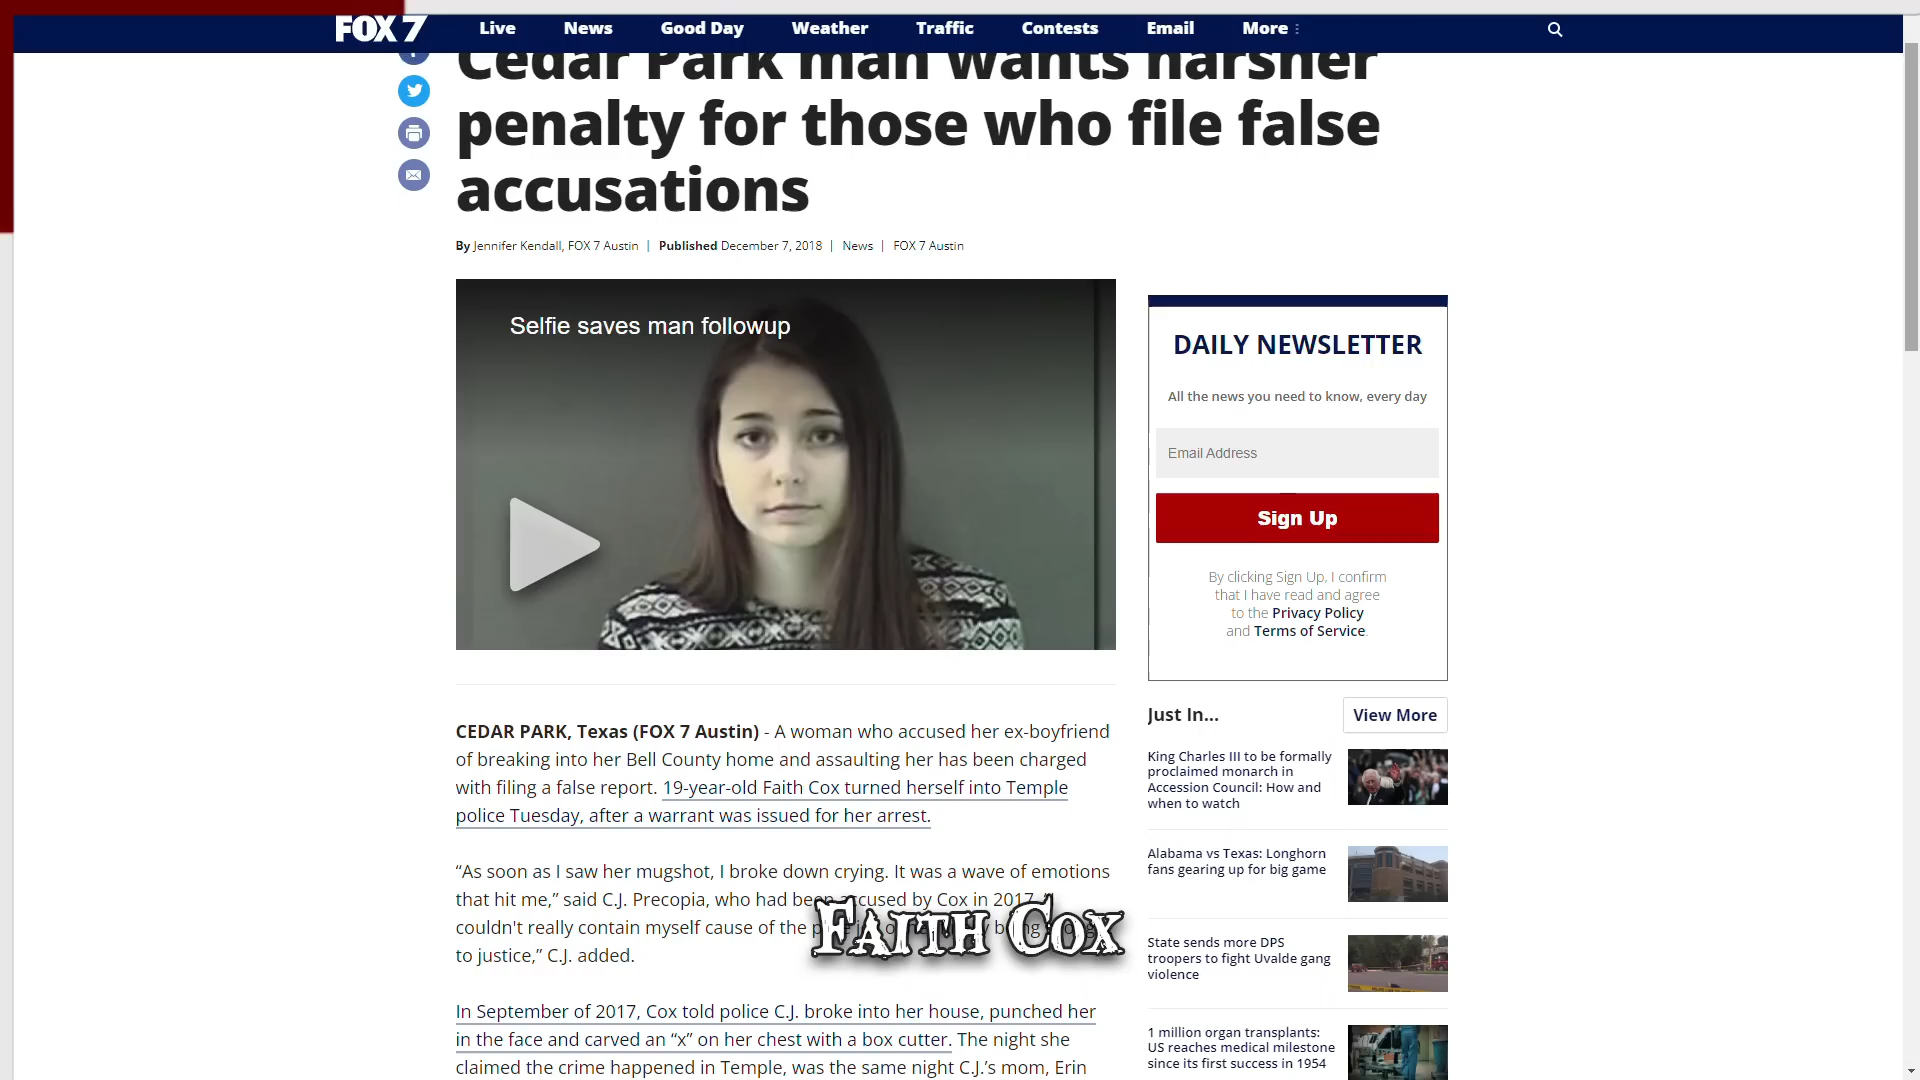 FOX 7 Live News Good Day Weather Traffic Contests Email More
Cedar Park man wants harsher
penalty for those who file false
accusations
By Jennifer Kendall, FOX 7 Austin | Published December 7, 2018 | News | FOX 7 Austin
Selfie saves man followup
CEDAR PARK, Texas (FOX 7 Austin) - A woman who accused her ex-boyfriend
of breaking into her Bell County home and assaulting her has been charged
with filing a false report. 19-year-old Faith Cox turned herself into Temple
police Tuesday, after a warrant was issued for her arrest.
“As soon as I saw her mugshot, I broke down crying. It was a wave of emotions
that hit me,” said C.J. Precopia, who had been accused by Cox in 2017. “I
couldn't really contain myself cause of the
to justice,” C.J. added.
Faith Cox
In September of 2017, Cox told police C.J. broke into her house, punched her
in the face and carved an “x” on her chest with a box cutter. The night she
claimed the crime happened in Temple, was the same night C.J.’s mom, Erin
DAILY NEWSLETTER
All the news you need to know, every day
Email Address
Sign Up
By clicking Sign Up, I confirm
that I have read and agree
to the Privacy Policy
and Terms of Service.
Just In...
View More
King Charles III to be formally
proclaimed monarch in
Accession Council: How and
when to watch
Alabama vs Texas: Longhorn
fans gearing up for big game
State sends more DPS
troopers to fight Uvalde gang
violence
1 million organ transplants:
US reaches medical milestone
since its first success in 1954